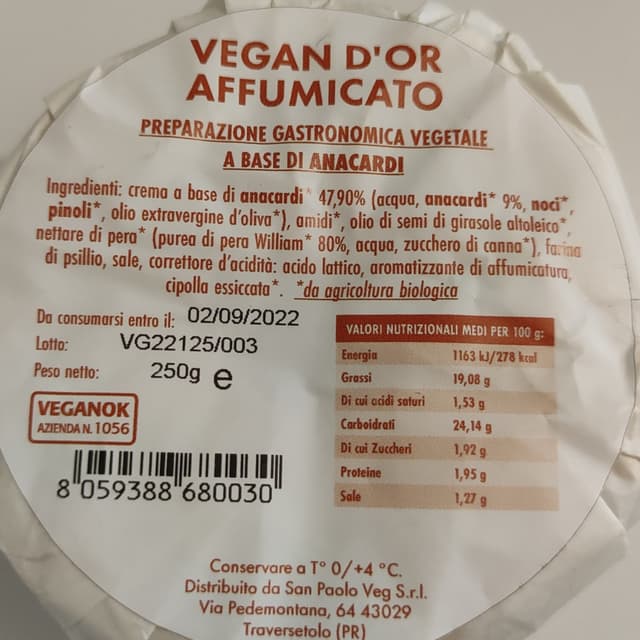 VEGAN D'OR
AFFUMICATO
PREPARAZIONE GASTRONOMICA VEGETALE
A BASE DI ANACARDI
Ingredienti: crema a base di anacardi* 47,90% (acqua, anacardi* 9%, noci*,
pinoli*, olio extravergine d'oliva*), amidi*, olio di semi di girasole altoleico*,
nettare di pera* (purea di pera William* 80%, acqua, zucchero di canna*), farina
di psillio, sale, correttore d'acidità: acido lattico, aromatizzante di affumicatura,
cipolla essiccata*. *da agricoltura biologica
Da consumarsi entro il: 02/09/2022
Lotto: VG22125/003
Peso netto: 250g e
VEGANOK
AZIENDA N. 1056
8 059388 680030
VALORI NUTRIZIONALI MEDI PER 100 g:
Energia 1163 kJ/278 kcal
Grassi 19,08 g
Di cui acidi saturi 1,53 g
Carboidrati 24,14 g
Di cui Zuccheri 1,92 g
Proteine 1,95 g
Sale 1,27 g
Conservare a T° 0/+4 °C.
Distribuito da San Paolo Veg S.r.l.
Via Pedemontana, 64 43029
Traversetolo (PR)